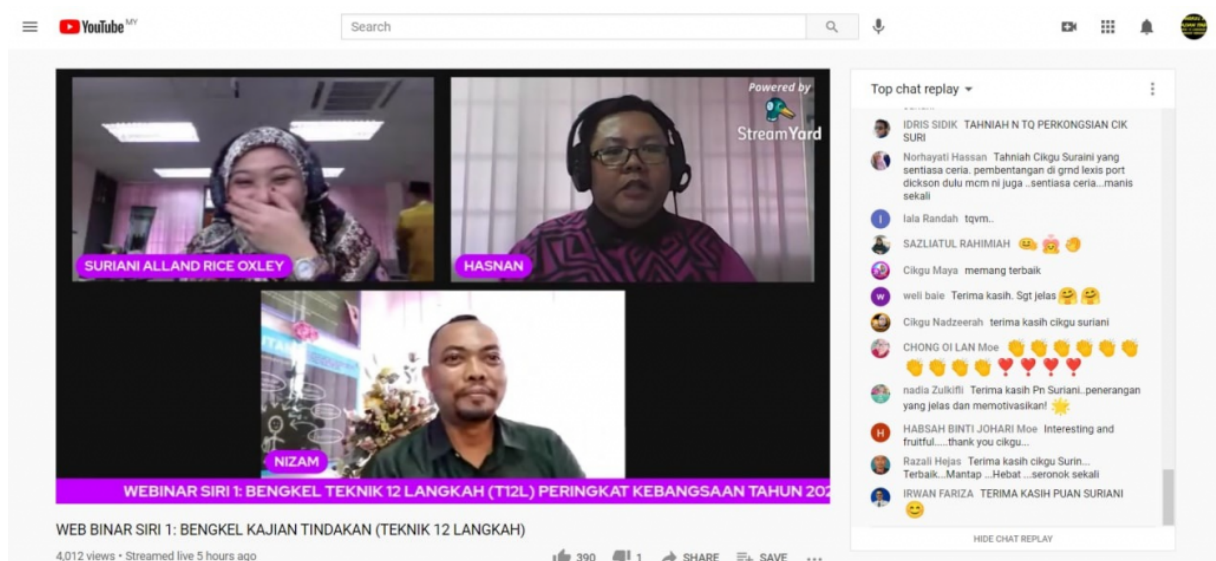 YouTube MY
Search
Powered by
StreamYard
SURIANI ALLAND RICE OXLEY
HASNAN
NIZAM
WEBINAR SIRI 1: BENGKEL TEKNIK 12 LANGKAH (T12L) PERINGKAT KEBANGSAAN TAHUN 202
WEB BINAR SIRI 1: BENGKEL KAJIAN TINDAKAN (TEKNIK 12 LANGKAH)
4,012 views • Streamed live 5 hours ago
390 1 SHARE SAVE
Top chat replay
IDRIS SIDIK TAHNIAH N TQ PERKONGSIAN CIK
SURI
Norhayati Hassan Tahniah Cikgu Suraini yang
sentiasa ceria. pembentangan di grnd lexis port
dickson dulu mcm ni juga ..sentiasa ceria...manis
sekali
lala Randah tqvm..
SAZLIATUL RAHIMIAH 😊 🙆 👏
Cikgu Maya memang terbaik
weli baie Terima kasih. Sgt jelas 🤗 🤗
Cikgu Nadzeerah terima kasih cikgu suriani
CHONG OI LAN Moe 👏 👏 👏 👏 👏 👏
👏 👏 👏 👏 ❤️ ❤️ ❤️ ❤️
nadia Zulkifli Terima kasih Pn Suriani..penerangan
yang jelas dan memotivasikan! 🌟
HABSAH BINTI JOHARI Moe Interesting and
fruitful.....thank you cikgu...
Razali Hejas Terima kasih cikgu Surin...
Terbaik...Mantap ...Hebat ...seronok sekali
IRWAN FARIZA TERIMA KASIH PUAN SURIANI
😊
HIDE CHAT REPLAY